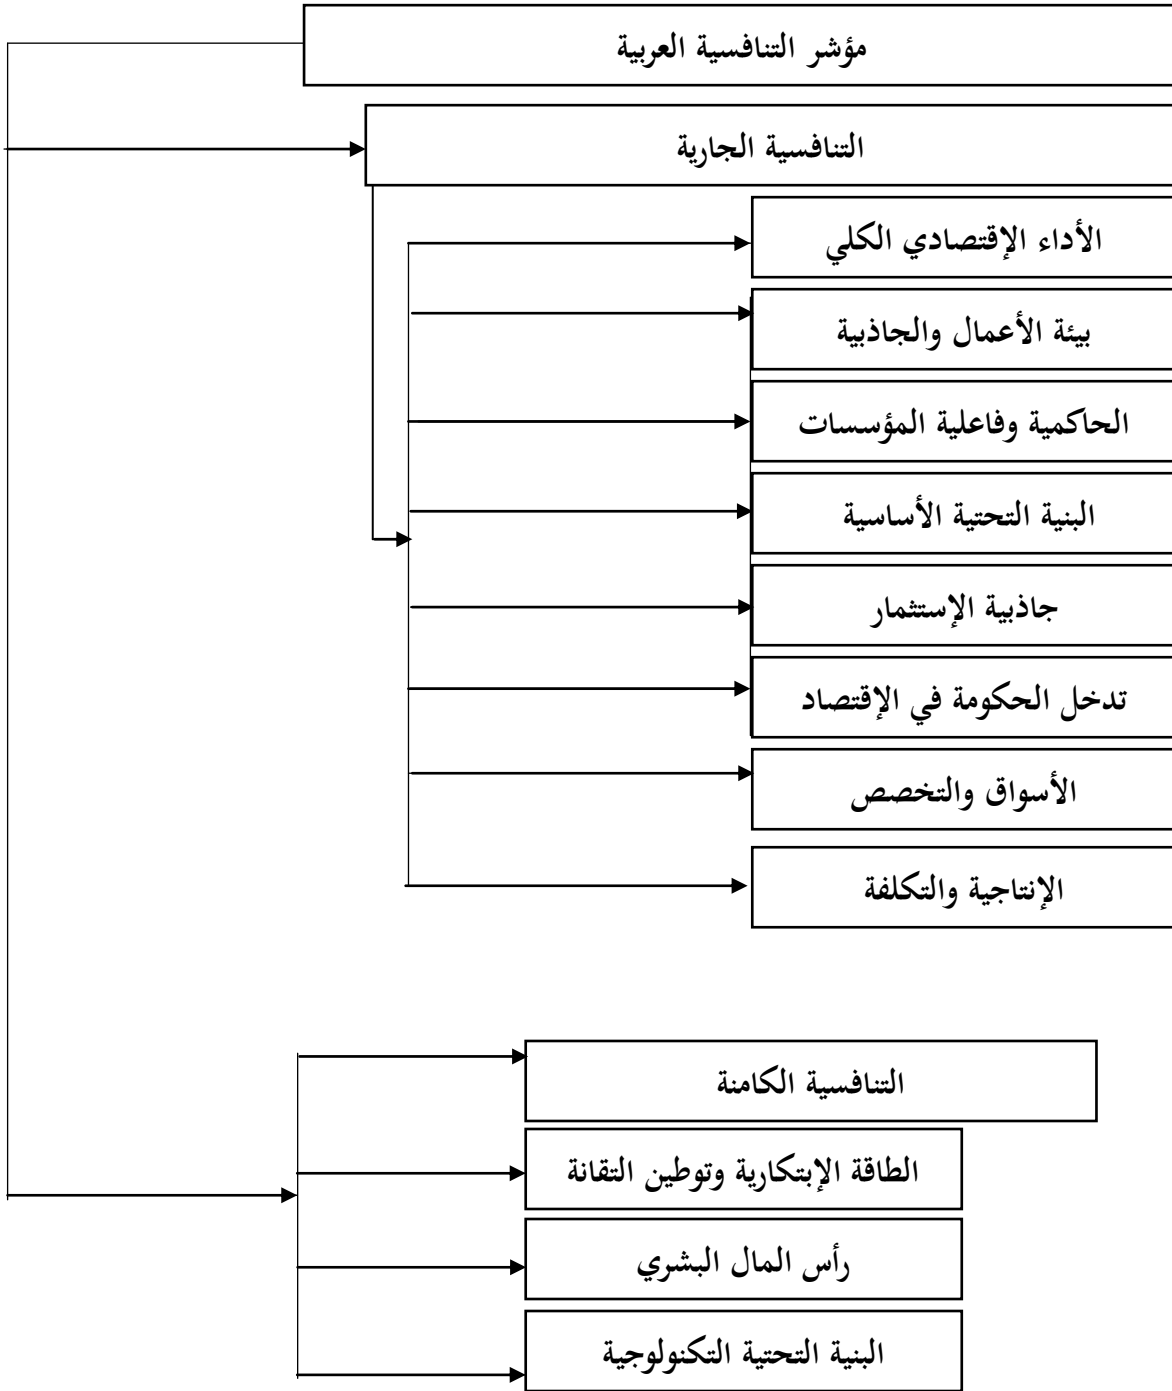 مؤشر التنافسية العربية
التنافسية الجارية
الأداء الإقتصادي الكلي
بيئة الأعمال والجاذبية
الحاكمية وفاعلية المؤسسات
البنية التحتية الأساسية
جاذبية الإستثمار
تدخل الحكومة في الإقتصاد
الأسواق والتخصص
الإنتاجية والتكلفة
التنافسية الكامنة
الطاقة الإبتكارية وتوطين التقانة
رأس المال البشري
البنية التحتية التكنولوجية